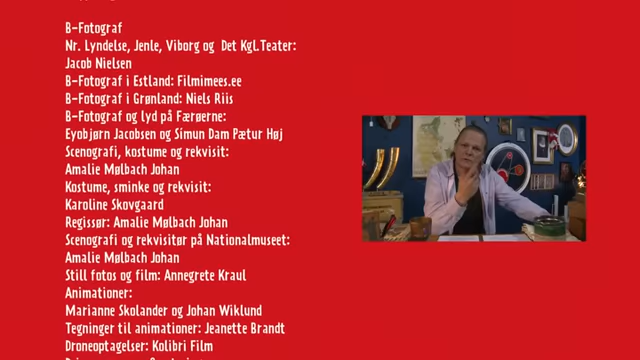 B-Fotograf
Nr. Lyndelse, Jenle, Viborg og Det Kgl.Teater:
Jacob Nielsen
B-Fotograf i Estland: Filmimees.ee
B-Fotograf i Grønland: Niels Riis
B-Fotograf og lyd på Færøerne:
Eyobjørn Jacobsen og Símun Dam Pætur Høj
Scenografi, kostume og rekvisit:
Amalie Mølbach Johan
Kostume, sminke og rekvisit:
Karoline Skovgaard
Regissør: Amalie Mølbach Johan
Scenografi og rekvisitør på Nationalmuseet:
Amalie Mølbach Johan
Still fotos og film: Annegrete Kraul
Animationer:
Marianne Skolander og Johan Wiklund
Tegninger til animationer: Jeanette Brandt
Droneoptagelser: Kolibri Film